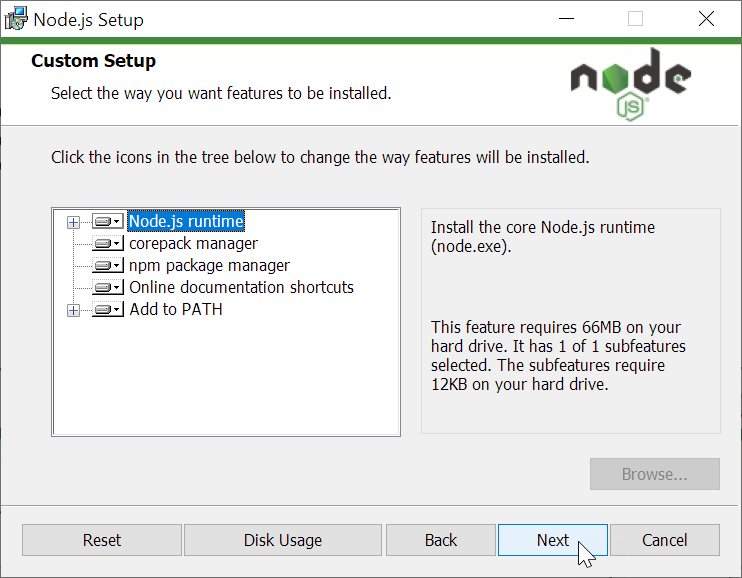 Node.js Setup
Custom Setup
Select the way you want features to be installed.
node
JS
Click the icons in the tree below to change the way features will be installed.
Node.js runtime
corepack manager
npm package manager
Online documentation shortcuts
Add to PATH
Install the core Node.js runtime
(node.exe).
This feature requires 66MB on your
hard drive. It has 1 of 1 subfeatures
selected. The subfeatures require
12KB on your hard drive.
Browse...
Reset
Disk Usage
Back
Next
Cancel